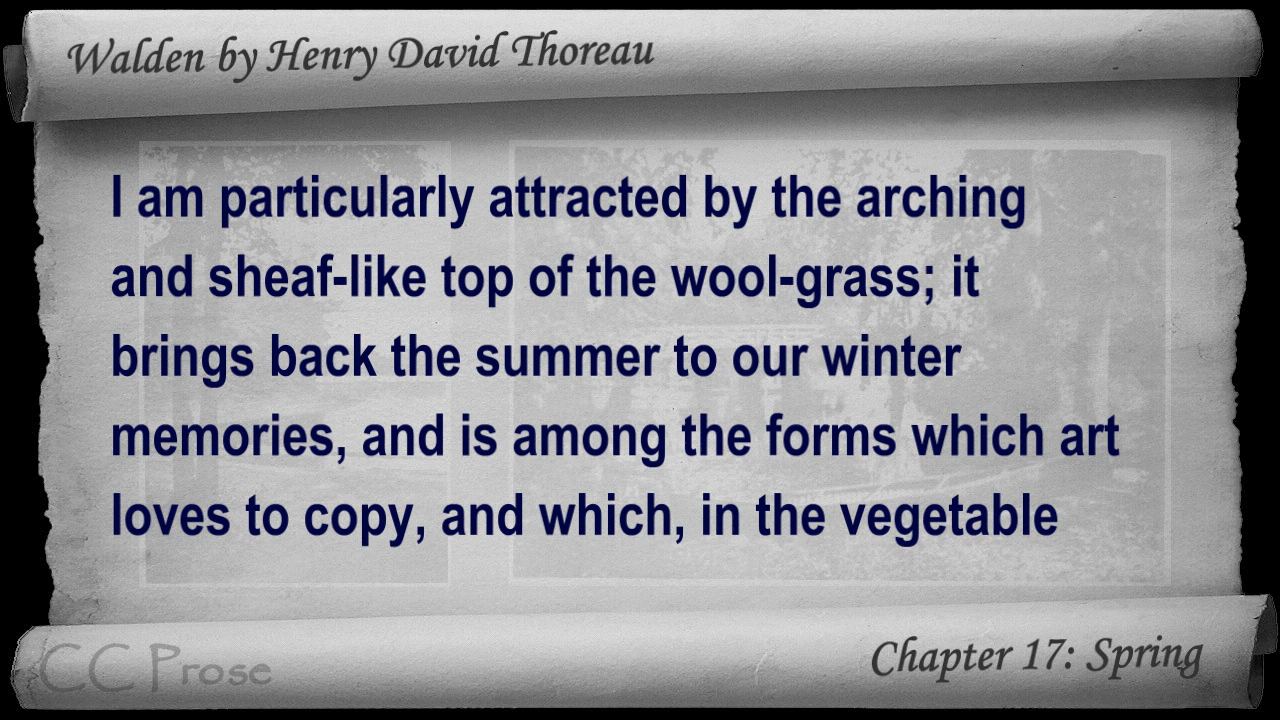 Walden by Henry David Thoreau
I am particularly attracted by the arching
and sheaf-like top of the wool-grass; it
brings back the summer to our winter
memories, and is among the forms which art
loves to copy, and which, in the vegetable
Chapter 17: Spring
CC Prose